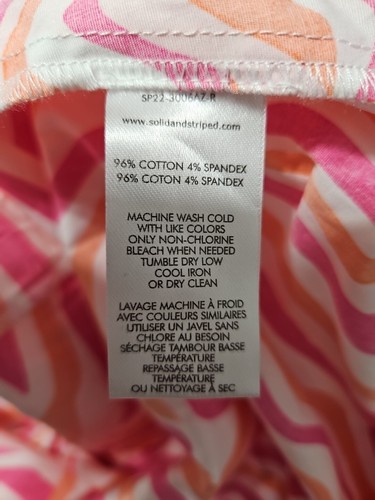 SP22-3006AZ-R
www.solidandstriped.com
96% COTTON 4% SPANDEX
96% COTTON 4% SPANDEX
MACHINE WASH COLD
WITH LIKE COLORS
ONLY NON-CHLORINE
BLEACH WHEN NEEDED
TUMBLE DRY LOW
COOL IRON
OR DRY CLEAN
LAVAGE MACHINE À FROID
AVEC COULEURS SIMILAIRES
UTILISER UN JAVEL SANS
CHLORE AU BESOIN
SÉCHAGE TAMBOUR BASSE
TEMPÉRATURE
REPASSAGE BASSE
TEMPÉRATURE
OU NETTOYAGE À SEC